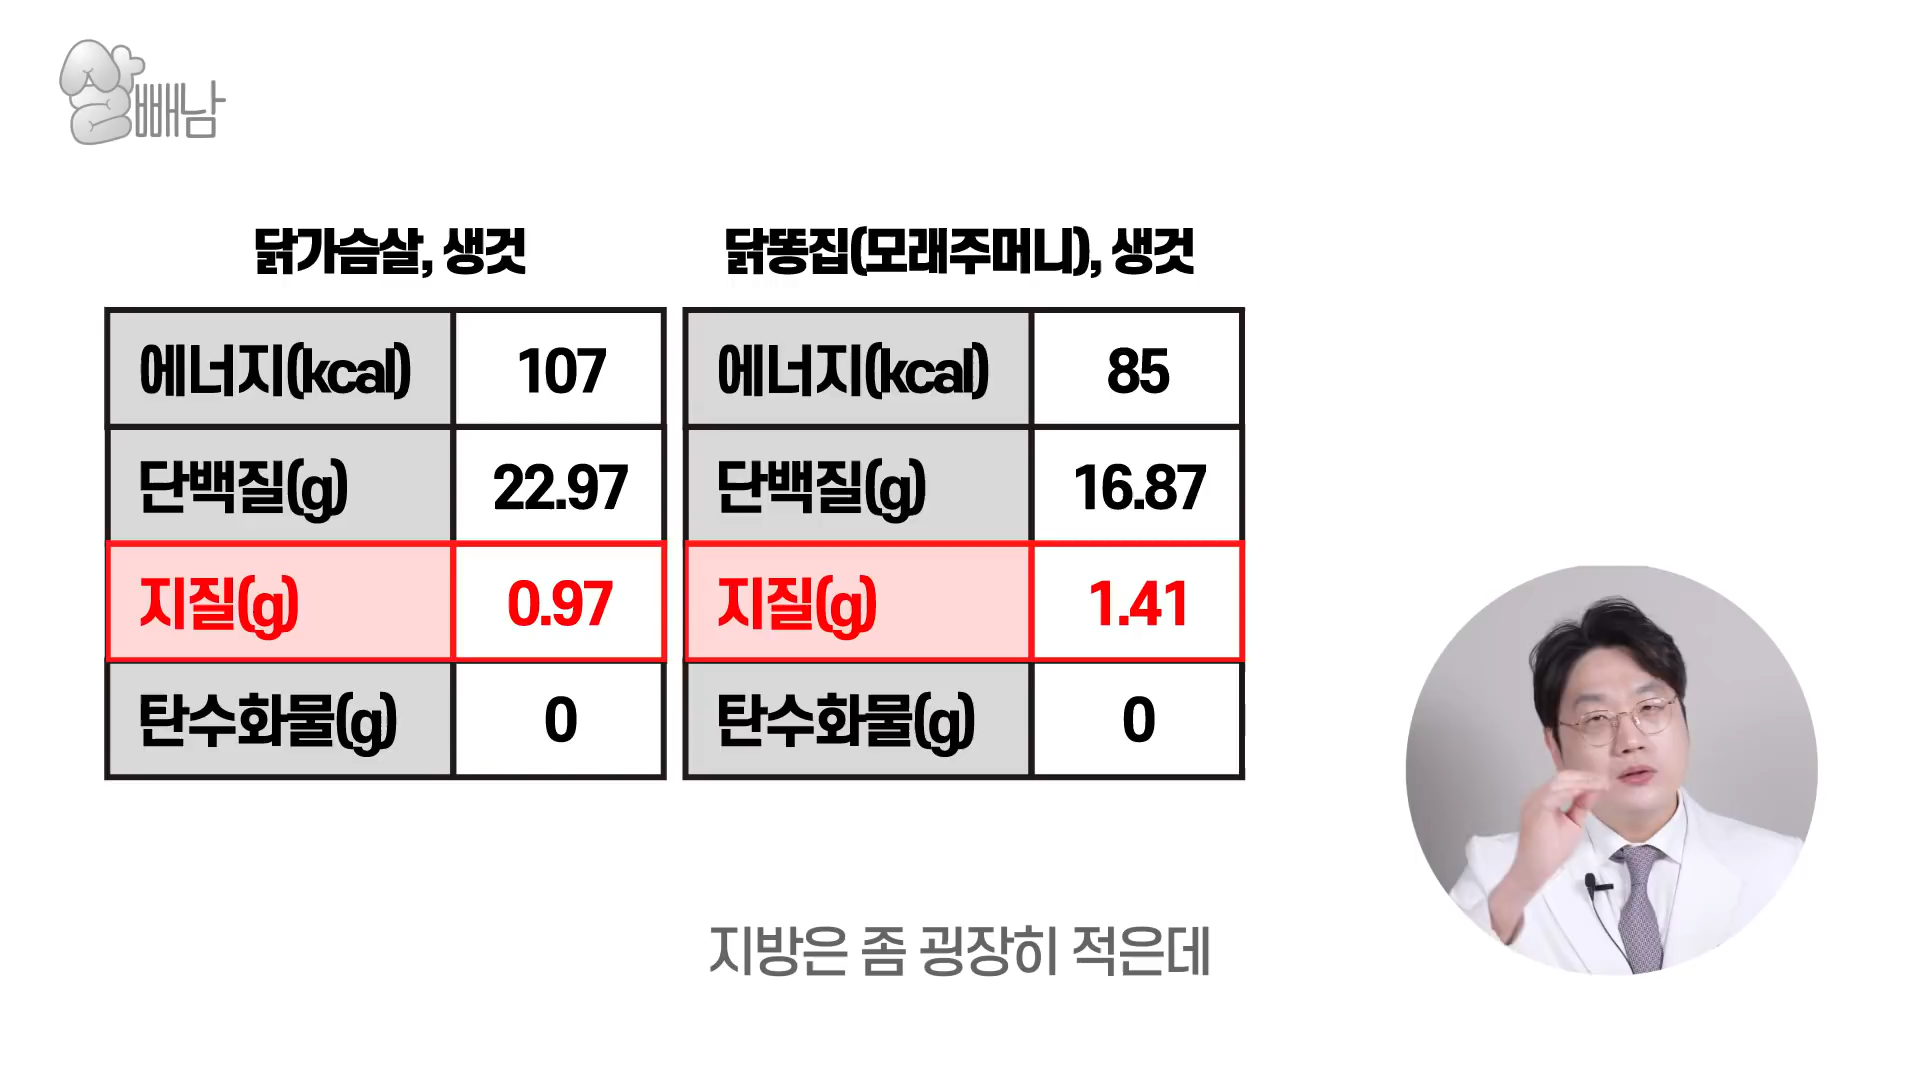 살빼남
닭가슴살, 생것
에너지(kcal) 107
단백질(g) 22.97
지질(g) 0.97
탄수화물(g) 0
닭똥집(모래주머니), 생것
에너지(kcal) 85
단백질(g) 16.87
지질(g) 1.41
탄수화물(g) 0
지방은 좀 굉장히 적은데